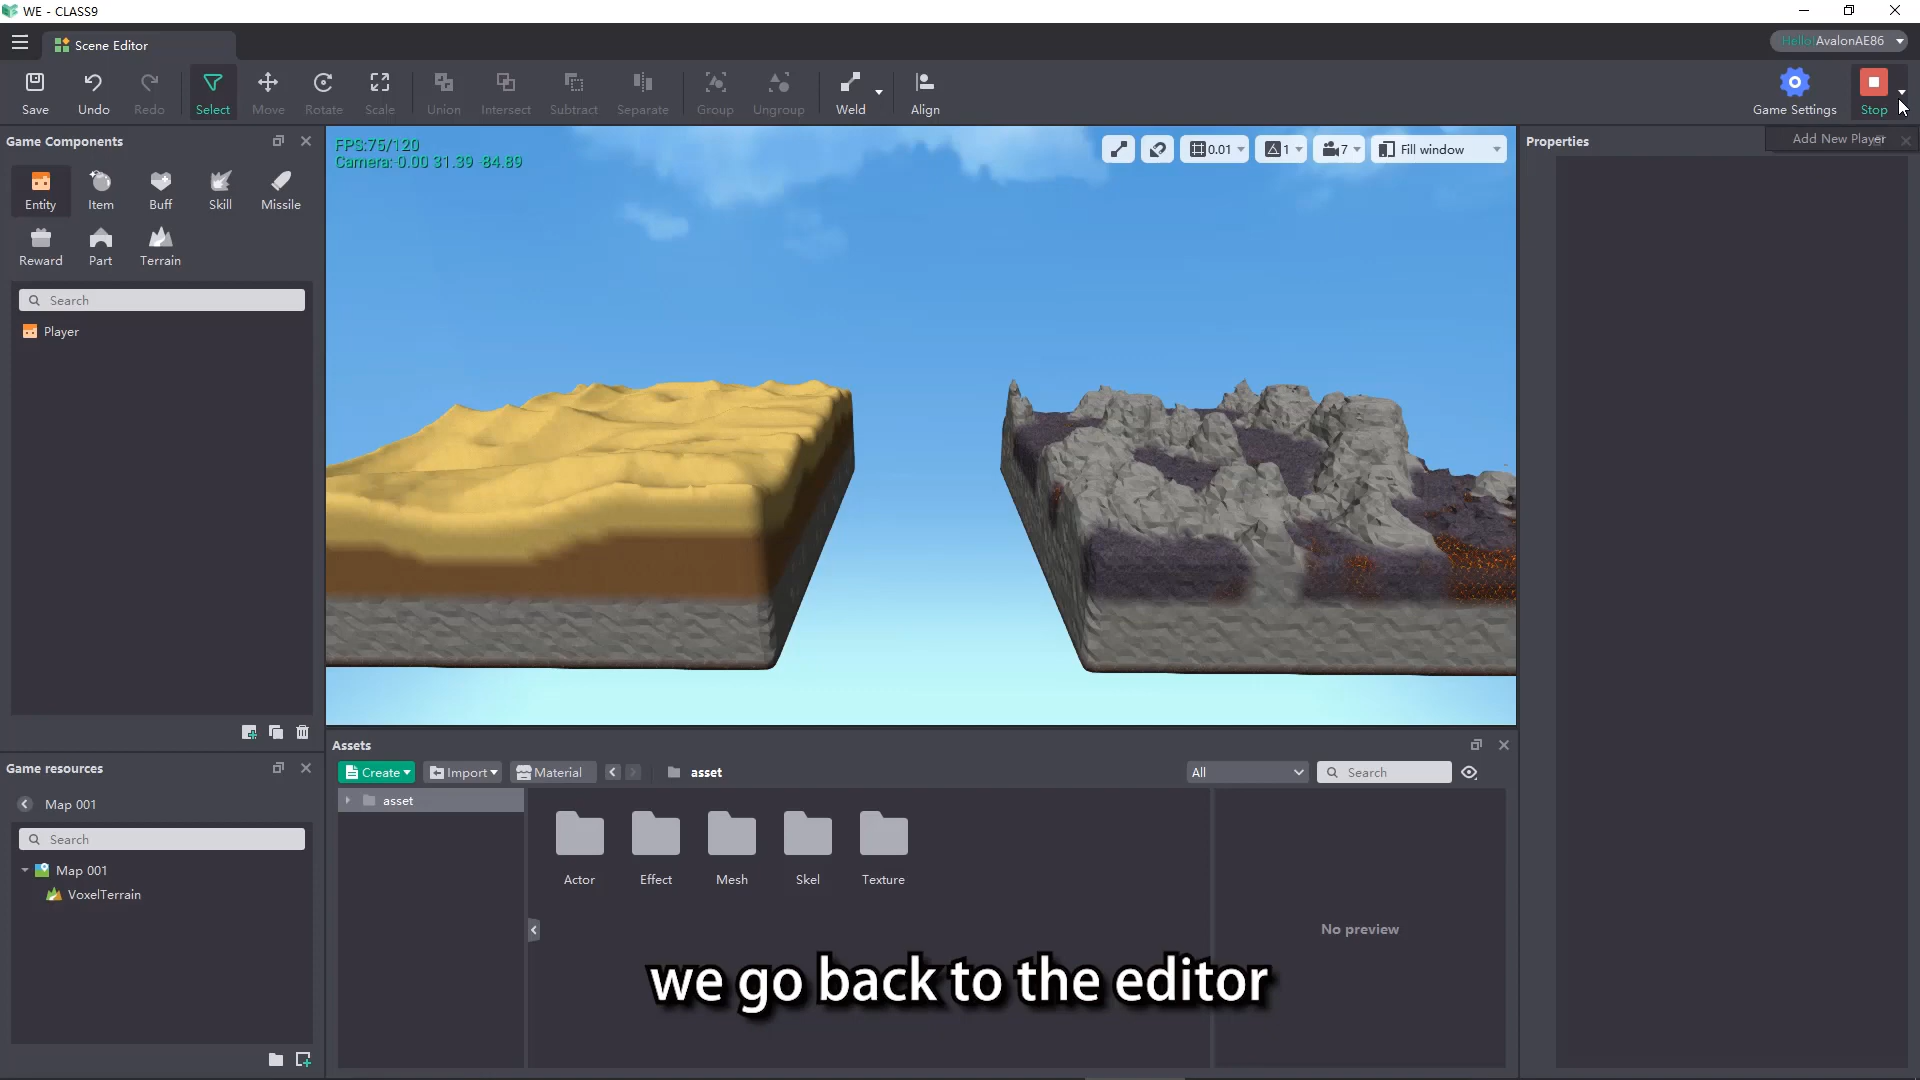 WE - CLASS9
Scene Editor
Hello! AvalonAE86
Save
Undo
Redo
Select
Move
Rotate
Scale
Union
Intersect
Subtract
Separate
Group
Ungroup
Weld
Align
Game Settings
Stop
Game Components
FPS:75/120
Camera: 0.00 31.39 -84.89
0.01
1
7
Fill window
Properties
Add New Player
Entity
Item
Buff
Skill
Missile
Reward
Part
Terrain
Search
Player
Game resources
Map 001
Search
Map 001
VoxelTerrain
Assets
Create
Import
Material
asset
All
Search
asset
Actor
Effect
Mesh
Skel
Texture
No preview
we go back to the editor